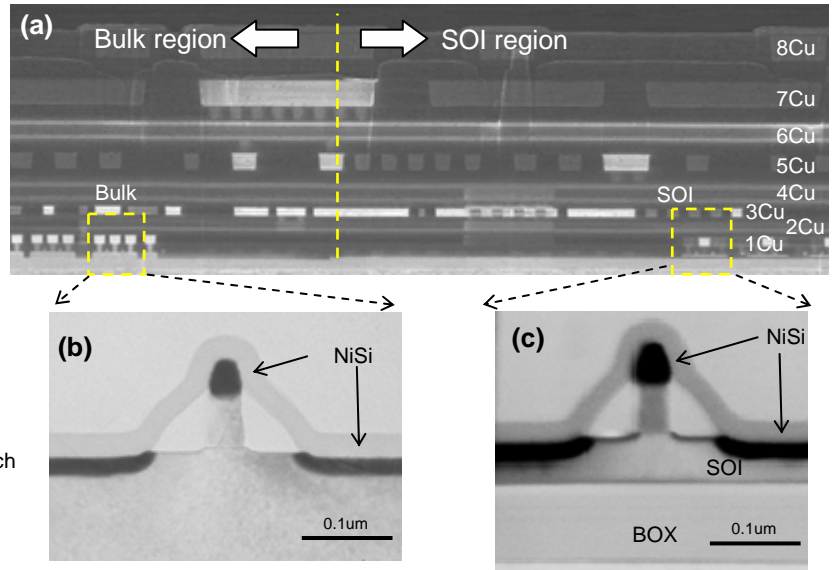 (a)
Bulk region
SOI region
8Cu
7Cu
6Cu
5Cu
4Cu
Bulk
SOI
3Cu
2Cu
1Cu
(b)
NiSi
0.1um
(c)
NiSi
SOI
BOX
0.1um
ch